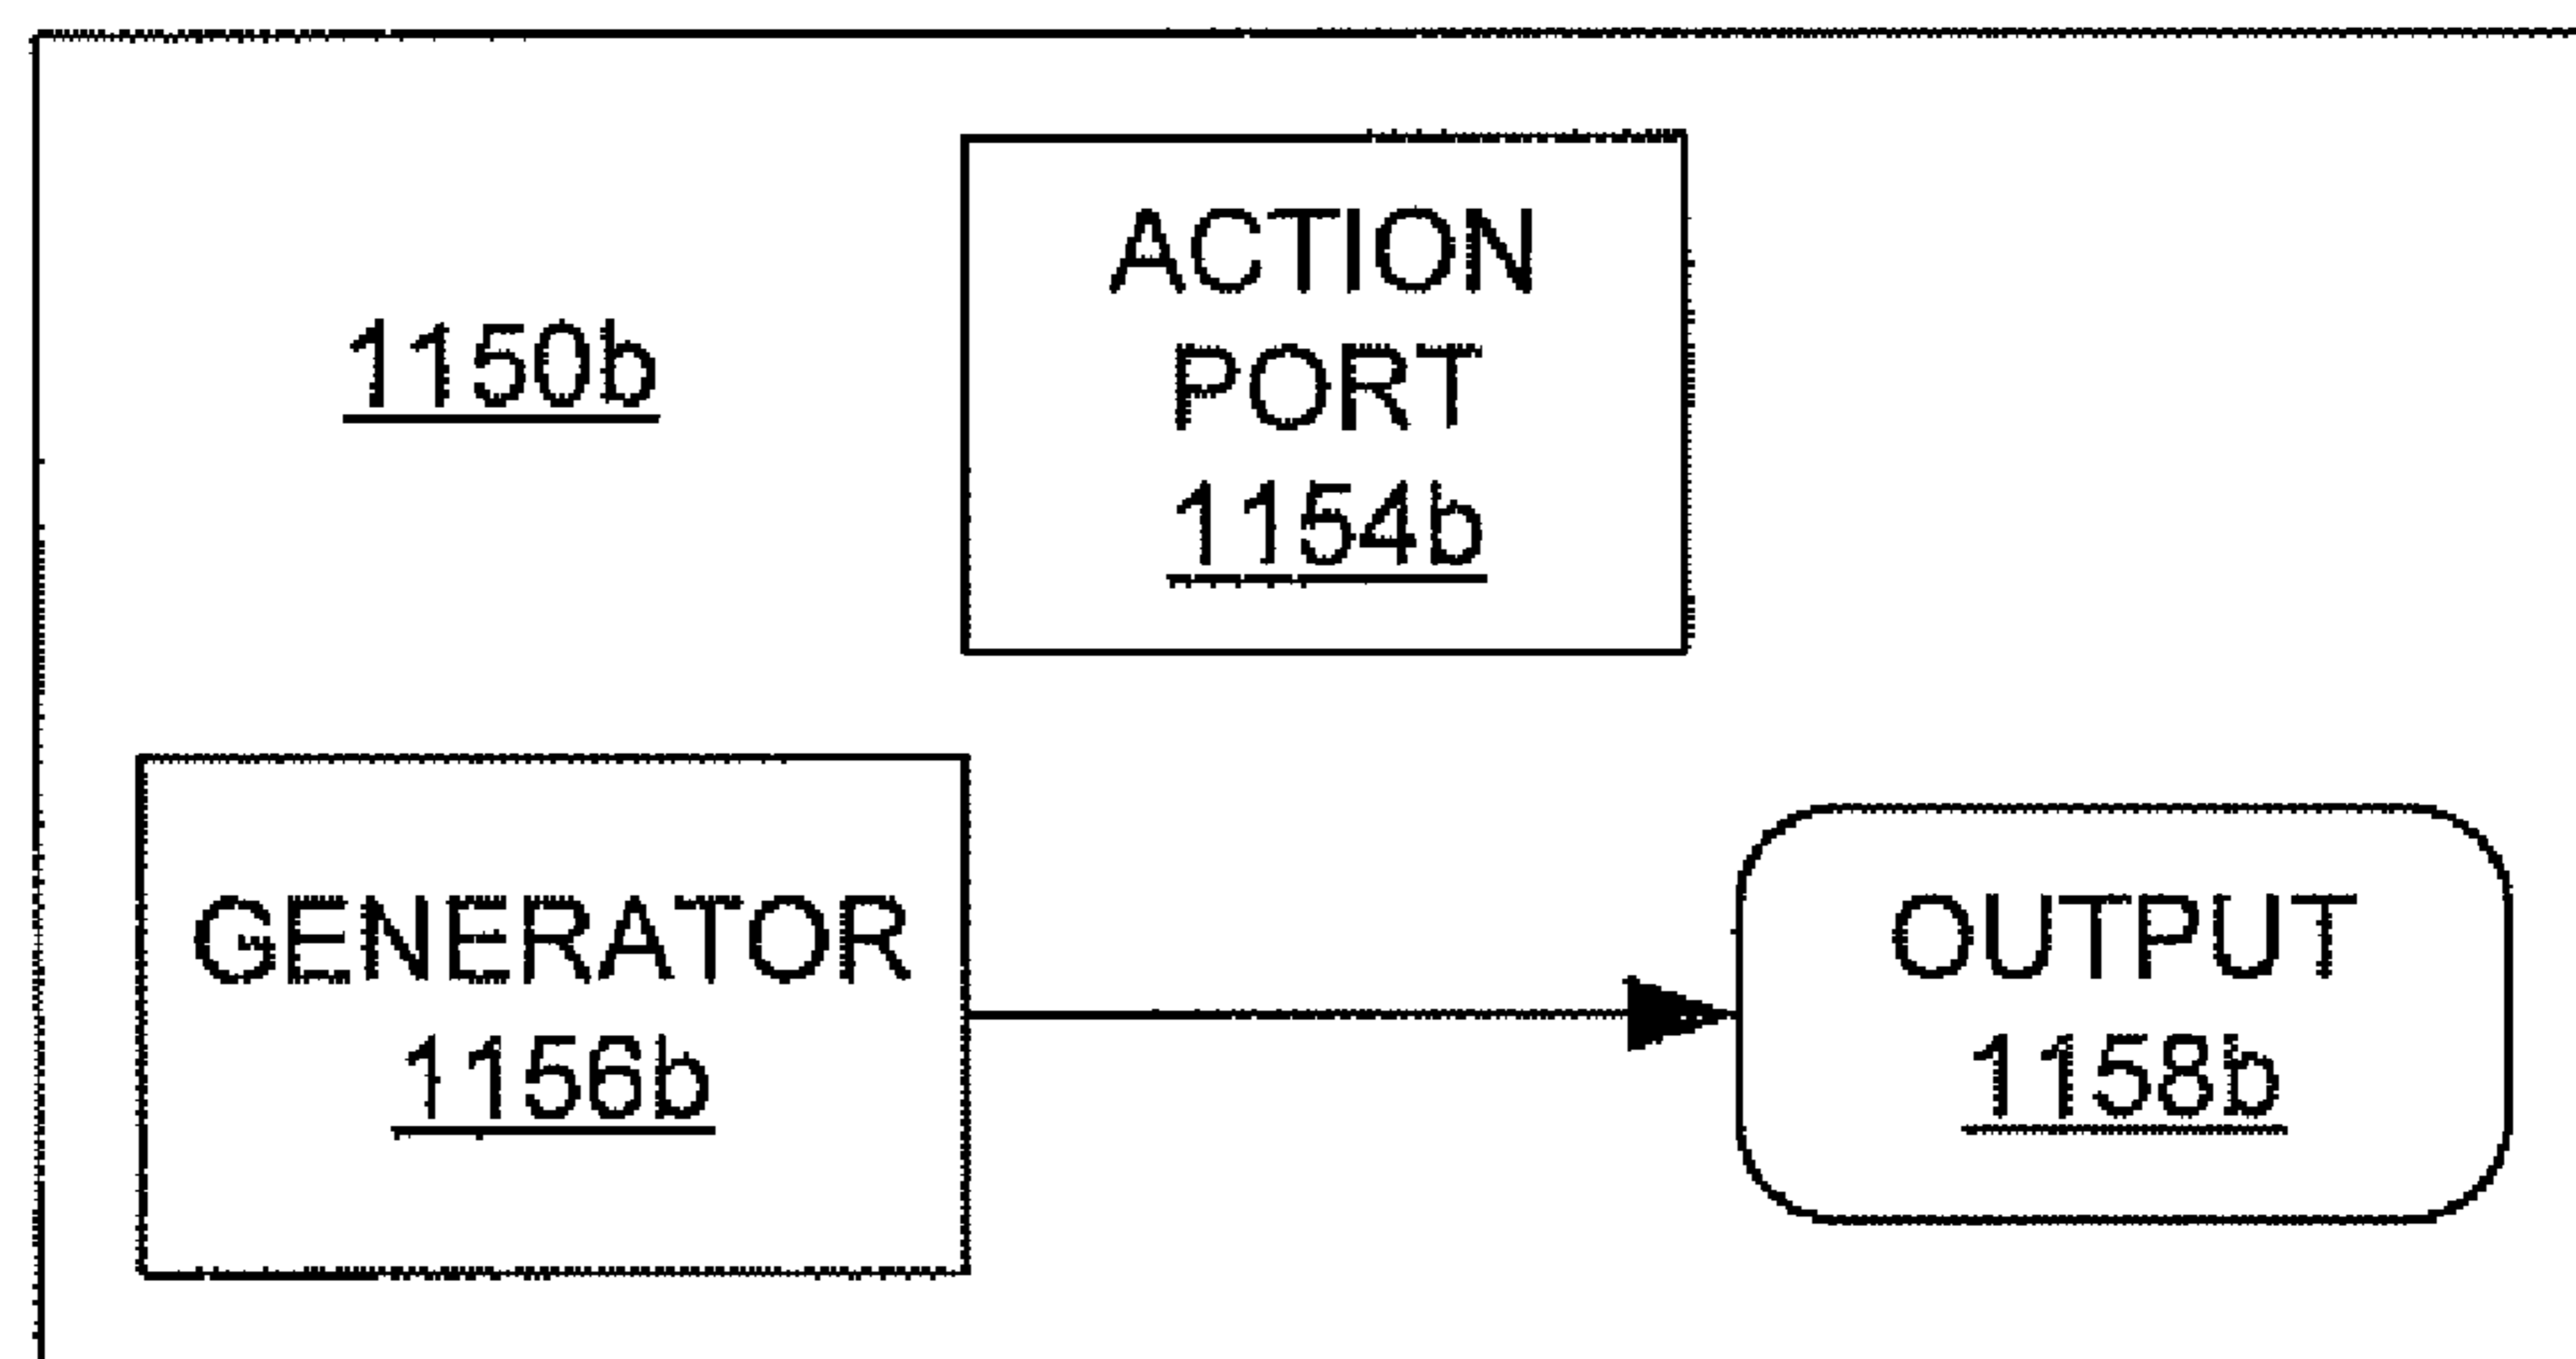 1150b
ACTION
PORT
1154b
GENERATOR
1156b
OUTPUT
1158b